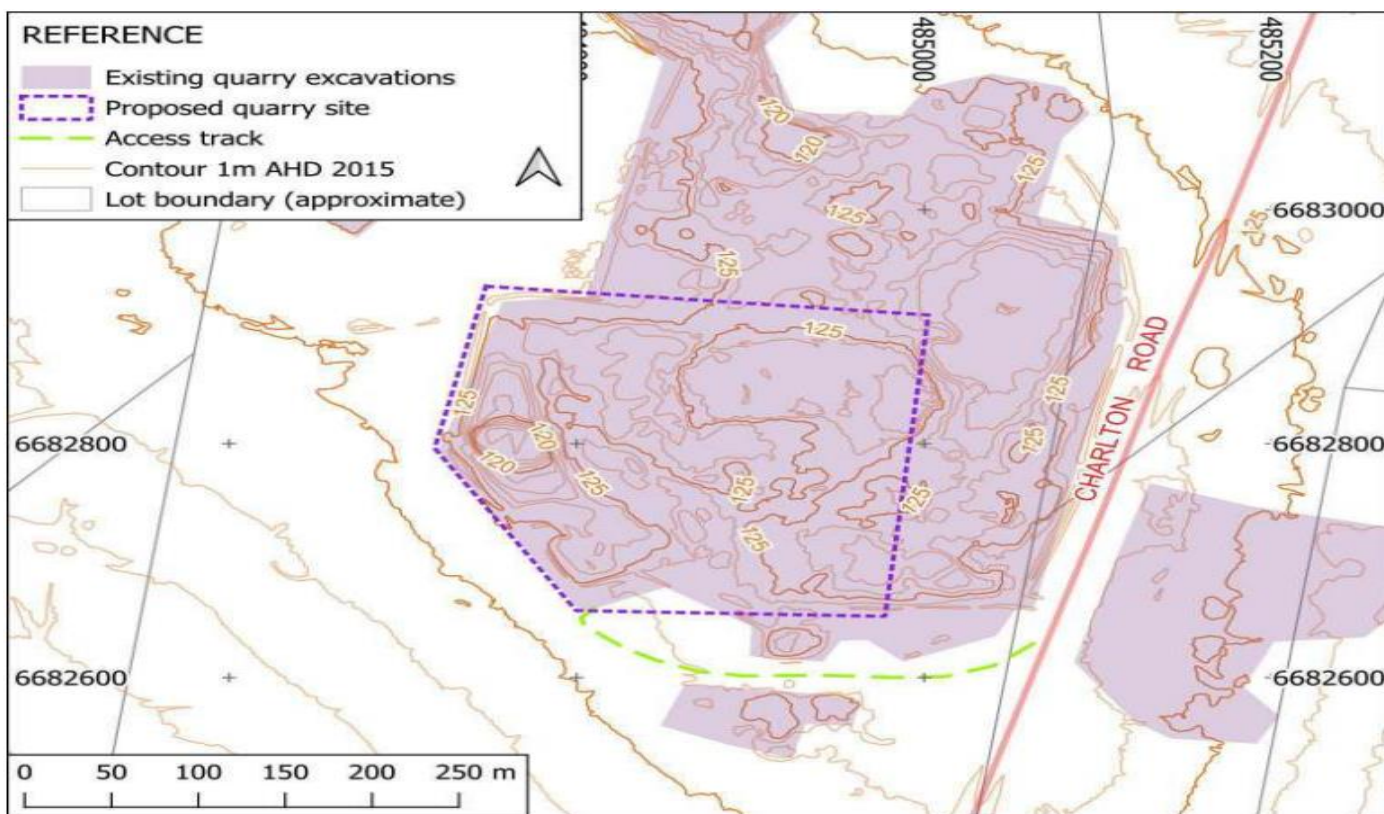 REFERENCE
Existing quarry excavations
Proposed quarry site
Access track
Contour 1m AHD 2015
Lot boundary (approximate)
485000
485200
120
120
125
125
125
6683000
125
125
125
125
125
6682800
120
120
125
125
125
125
6682800
CHARLTON ROAD
6682600
6682600
0 50 100 150 200 250 m